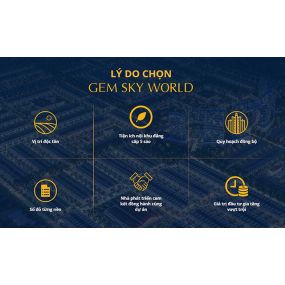 LÝ DO CHỌN
GEM SKY WORLD
Vị trí độc tôn
Tiện ích nội khu đẳng
cấp 5 sao
Quy hoạch đồng bộ
Sổ đỏ từng nền
Nhà phát triển cam
kết đồng hành cùng
dự án
Giá trị đầu tư gia tăng
vượt trội